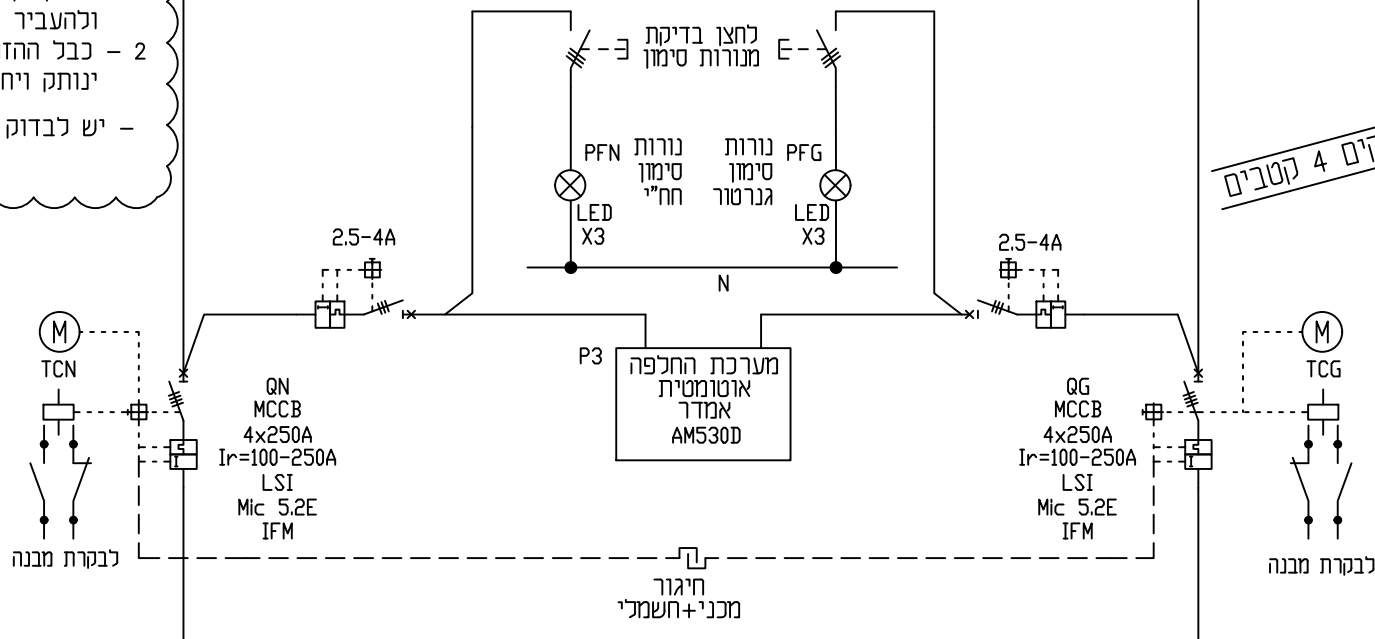 ולהעביר
2 - כבל ההז
ינותק ויח
- יש לבדוק
לחצן בדיקת
מנורות סימון
PFN
נורות
סימון
חח"י
LED
X3
נורות
סימון
גנרטור
PFG
LED
X3
קים 4 קטבים
2.5-4A
2.5-4A
N
M
TCN
P3
מערכת החלפה
אוטומטית
אמדר
AM530D
M
TCG
QN
MCCB
4x250A
Ir=100-250A
LSI
Mic 5.2E
IFM
QG
MCCB
4x250A
Ir=100-250A
LSI
Mic 5.2E
IFM
לבקרת מבנה
לבקרת מבנה
חיגור
מכני+חשמלי